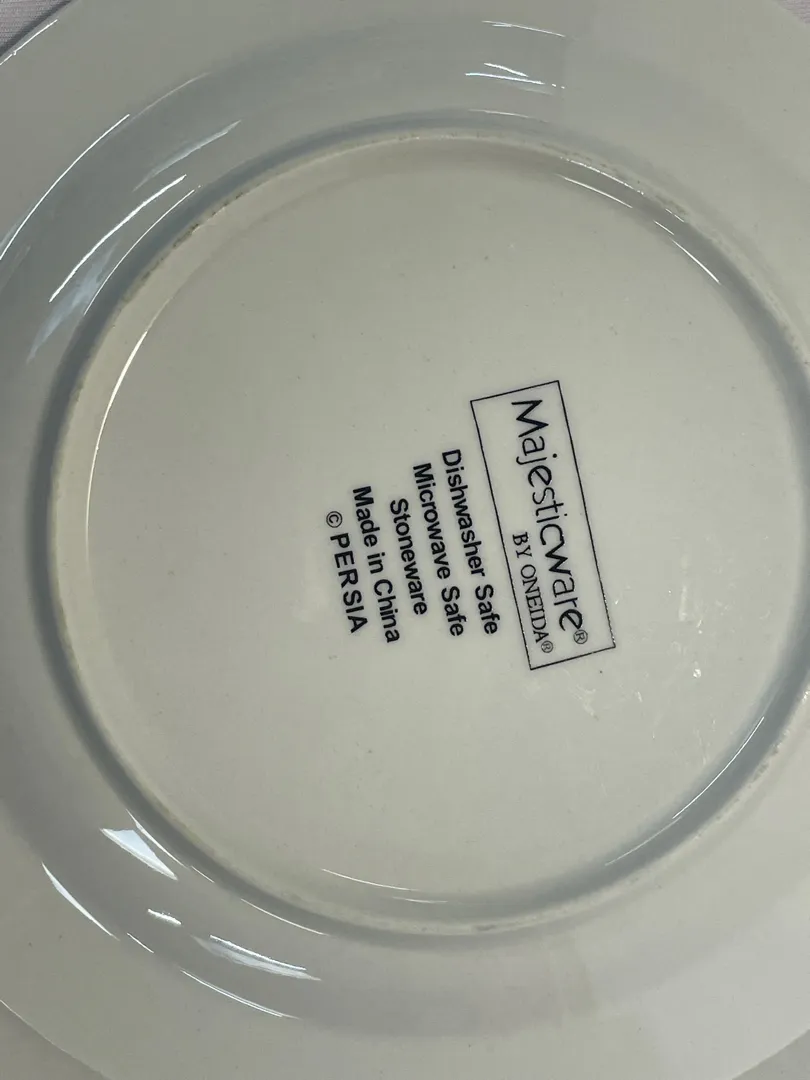 Majesticware®
BY ONEIDA®
Dishwasher Safe
Microwave Safe
Stoneware
Made in China
© PERSIA